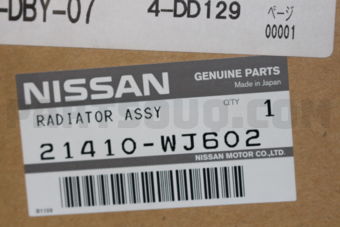 -DBY-07 4-DD129 ページ
00001
NISSAN GENUINE PARTS
Made in Japan
RADIATOR ASSY Q'TY 1
21410-WJ602
NISSAN MOTOR CO.,LTD.